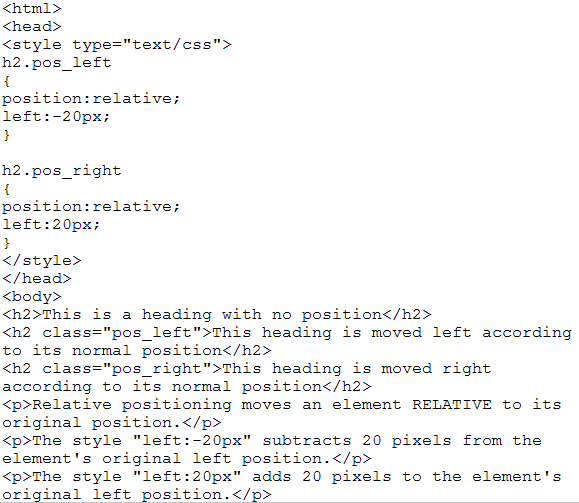 <html>
<head>
<style type="text/css">
h2.pos_left
{
position:relative;
left:-20px;
}

h2.pos_right
{
position:relative;
left:20px;
}
</style>
</head>
<body>
<h2>This is a heading with no position</h2>
<h2 class="pos_left">This heading is moved left according
to its normal position</h2>
<h2 class="pos_right">This heading is moved right
according to its normal position</h2>
<p>Relative positioning moves an element RELATIVE to its
original position.</p>
<p>The style "left:-20px" subtracts 20 pixels from the
element's original left position.</p>
<p>The style "left:20px" adds 20 pixels to the element's
original left position.</p>